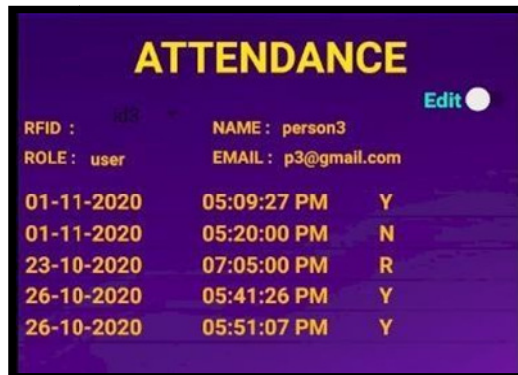 ATTENDANCE
Edit
RFID : id3 NAME : person3
ROLE : user EMAIL : p3@gmail.com
01-11-2020 05:09:27 PM Y
01-11-2020 05:20:00 PM N
23-10-2020 07:05:00 PM R
26-10-2020 05:41:26 PM Y
26-10-2020 05:51:07 PM Y